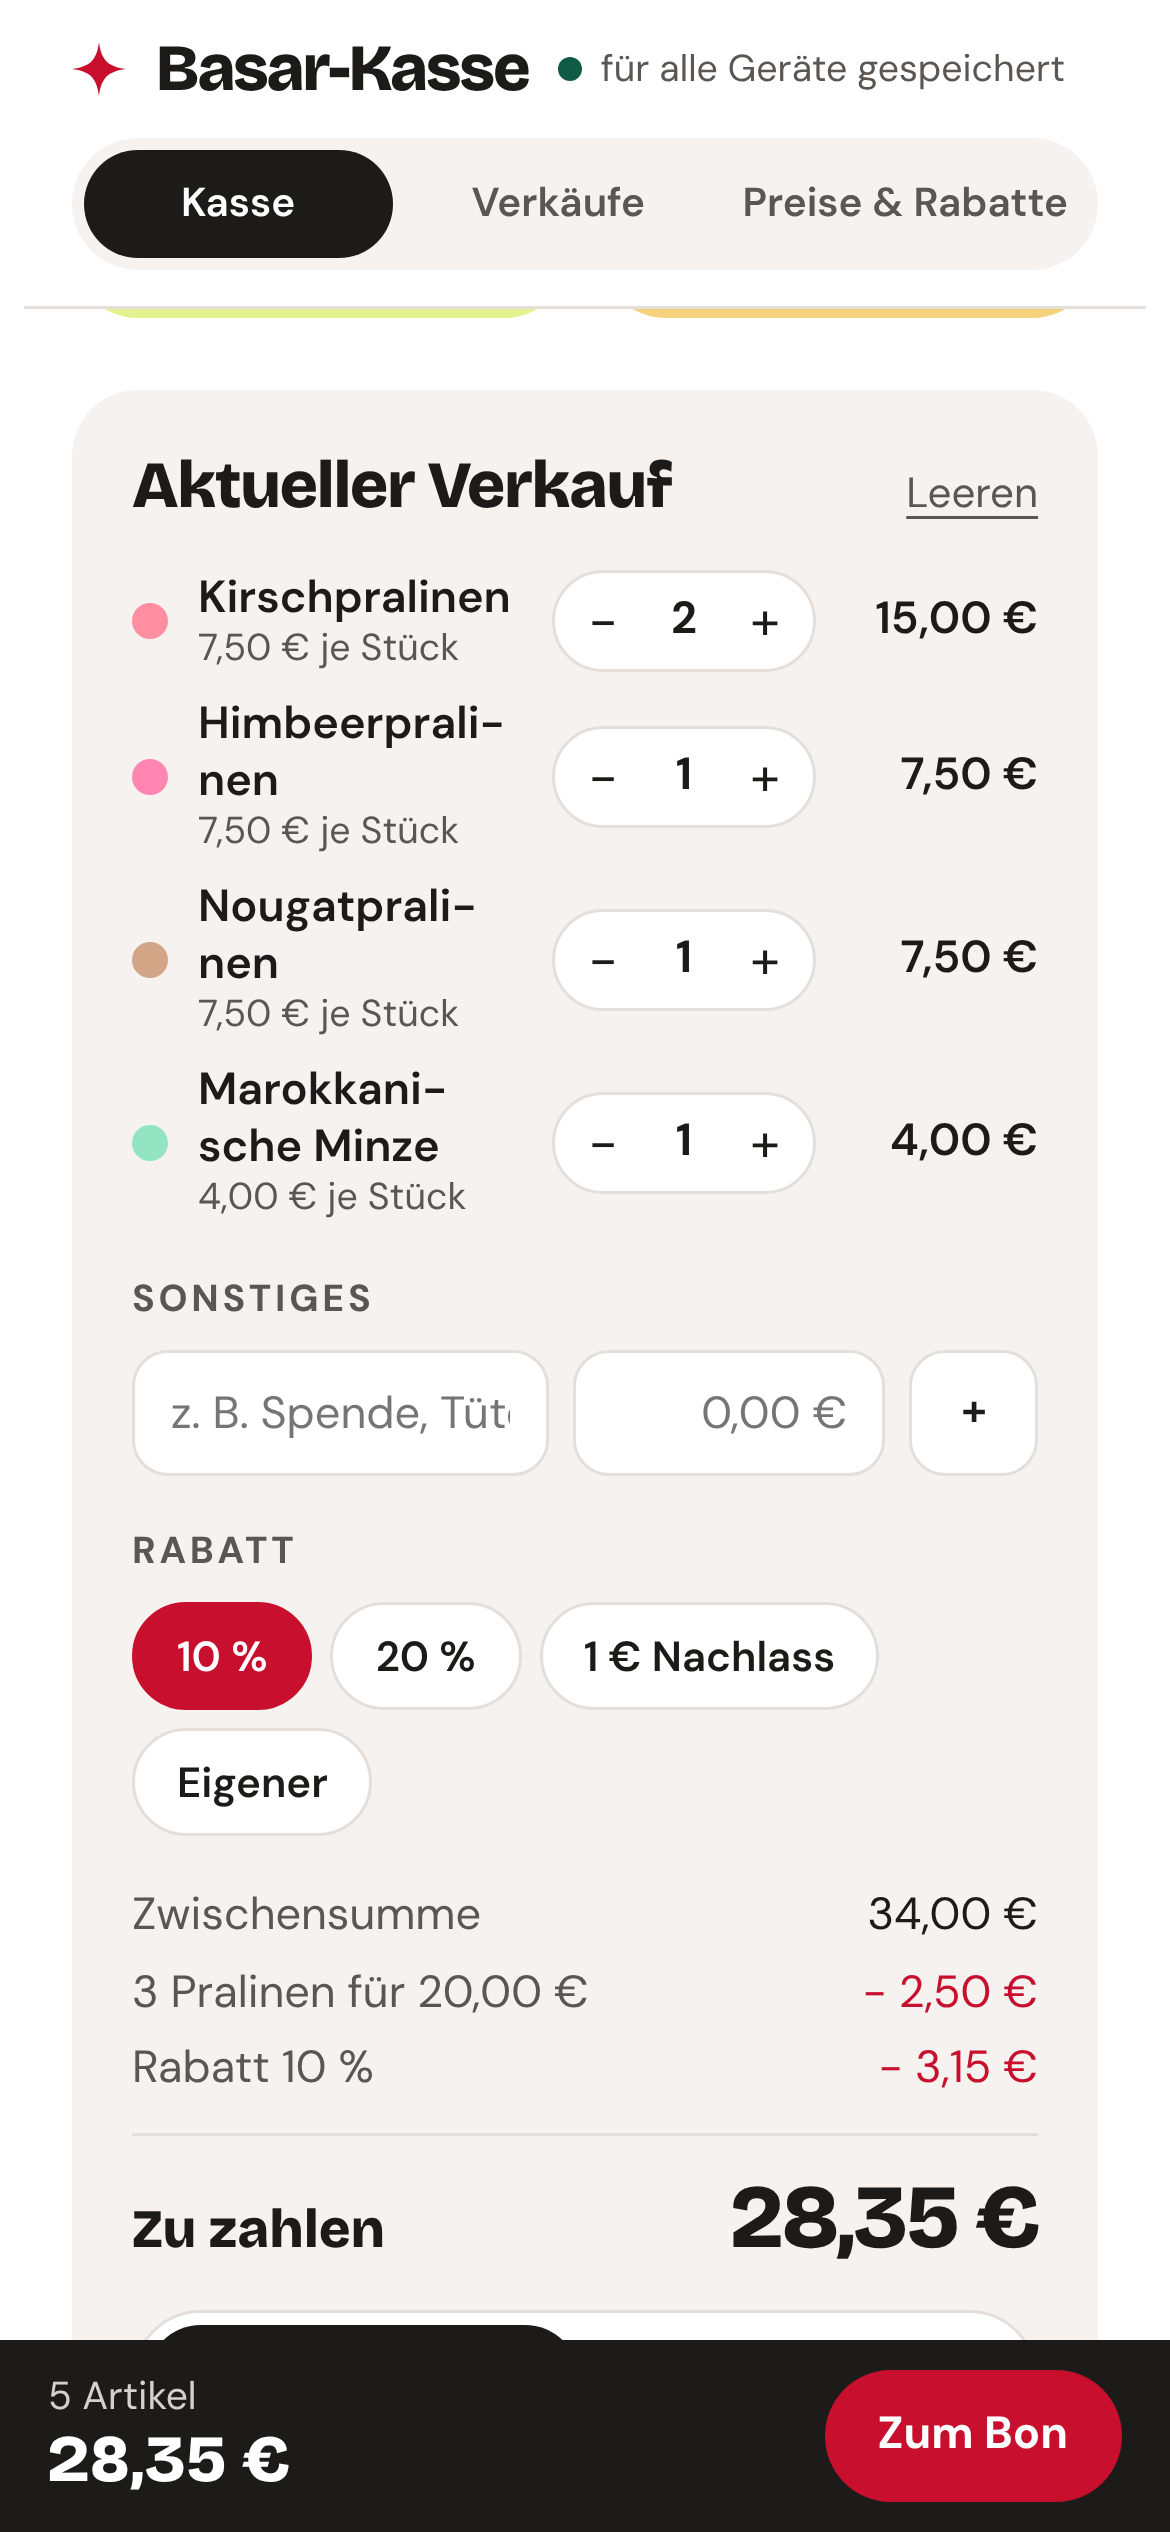 Basar-Kasse
für alle Geräte gespeichert
Kasse
Verkäufe
Preise & Rabatte
Aktueller Verkauf
Leeren
Kirschpralinen
7,50 € je Stück
− 2 +
15,00 €
Himbeerprali-
nen
7,50 € je Stück
− 1 +
7,50 €
Nougatprali-
nen
7,50 € je Stück
− 1 +
7,50 €
Marokkani-
sche Minze
4,00 € je Stück
− 1 +
4,00 €
SONSTIGES
z. B. Spende, Tüt
0,00 €
+
RABATT
10 %
20 %
1 € Nachlass
Eigener
Zwischensumme 34,00 €
3 Pralinen für 20,00 € − 2,50 €
Rabatt 10 % − 3,15 €
Zu zahlen 28,35 €
5 Artikel
28,35 €
Zum Bon